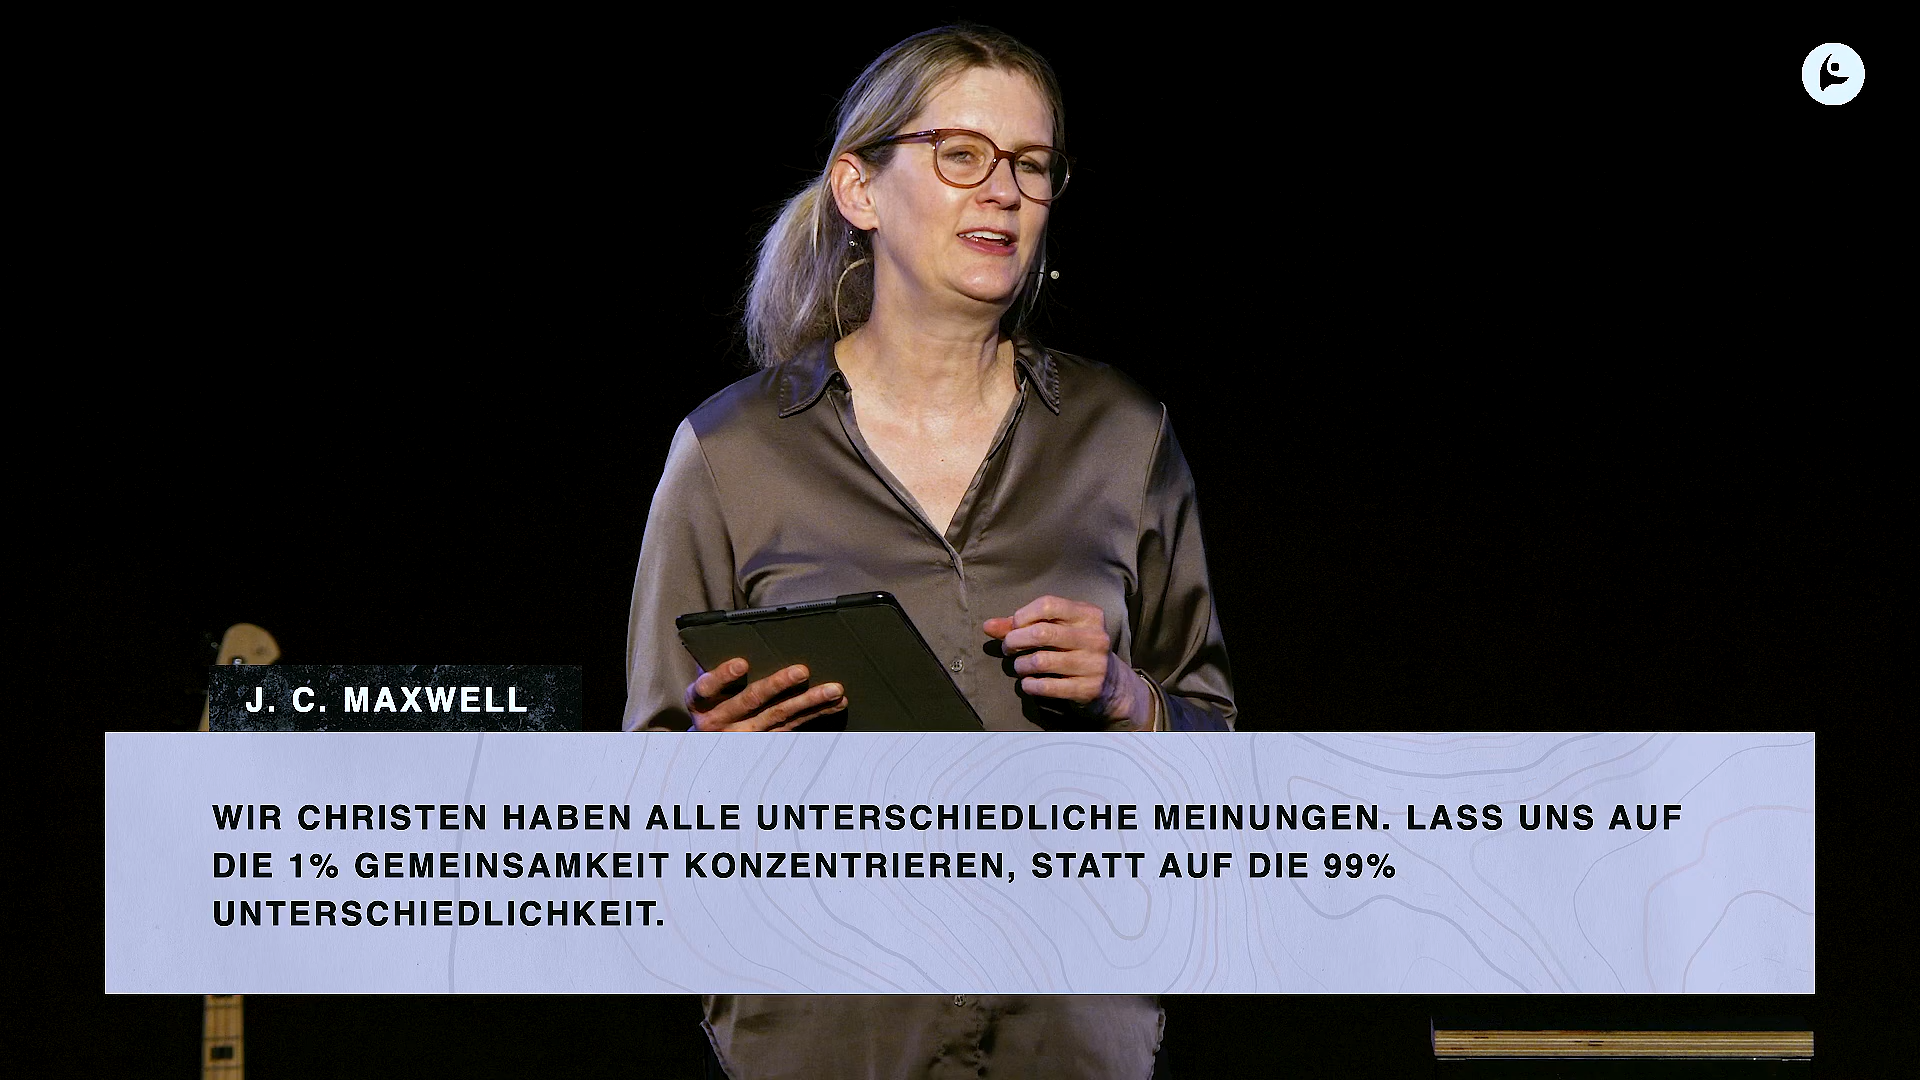 J. C. MAXWELL
WIR CHRISTEN HABEN ALLE UNTERSCHIEDLICHE MEINUNGEN. LASS UNS AUF
DIE 1% GEMEINSAMKEIT KONZENTRIEREN, STATT AUF DIE 99%
UNTERSCHIEDLICHKEIT.